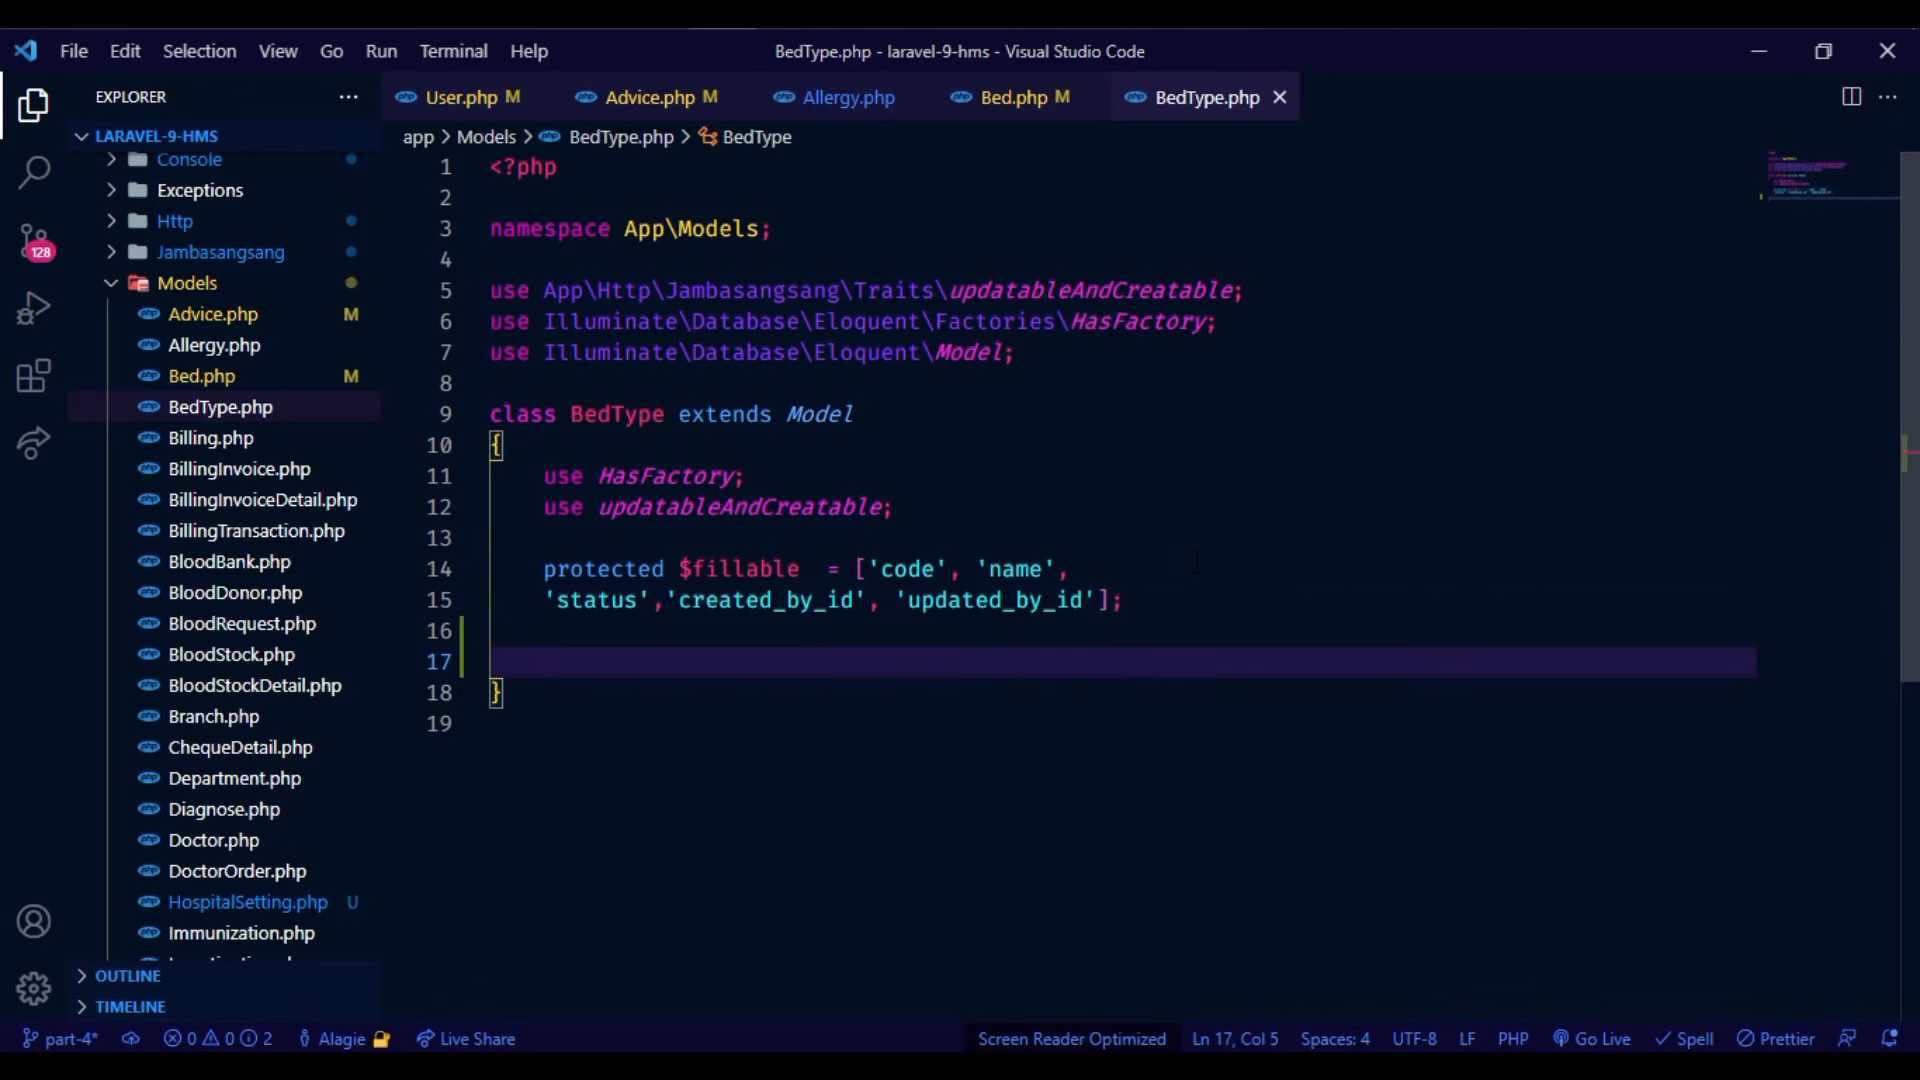 File Edit Selection View Go Run Terminal Help
BedType.php - laravel-9-hms - Visual Studio Code
EXPLORER
User.php M
Advice.php M
Allergy.php
Bed.php M
BedType.php
LARAVEL-9-HMS
app > Models > BedType.php > BedType
Console
Exceptions
Http
128
Jambasangsang
Models
Advice.php M
Allergy.php
Bed.php M
BedType.php
Billing.php
BillingInvoice.php
BillingInvoiceDetail.php
BillingTransaction.php
BloodBank.php
BloodDonor.php
BloodRequest.php
BloodStock.php
BloodStockDetail.php
Branch.php
ChequeDetail.php
Department.php
Diagnose.php
Doctor.php
DoctorOrder.php
HospitalSetting.php U
Immunization.php
OUTLINE
TIMELINE
1 <?php
2
3 namespace App\Models;
4
5 use App\Http\Jambasangsang\Traits\updatableAndCreatable;
6 use Illuminate\Database\Eloquent\Factories\HasFactory;
7 use Illuminate\Database\Eloquent\Model;
8
9 class BedType extends Model
10 {
11     use HasFactory;
12     use updatableAndCreatable;
13
14     protected $fillable  = ['code', 'name',
15     'status','created_by_id', 'updated_by_id'];
16
17
18 }
19
part-4* 0 0 2 Alagie Live Share Screen Reader Optimized Ln 17, Col 5 Spaces: 4 UTF-8 LF PHP Go Live Spell Prettier